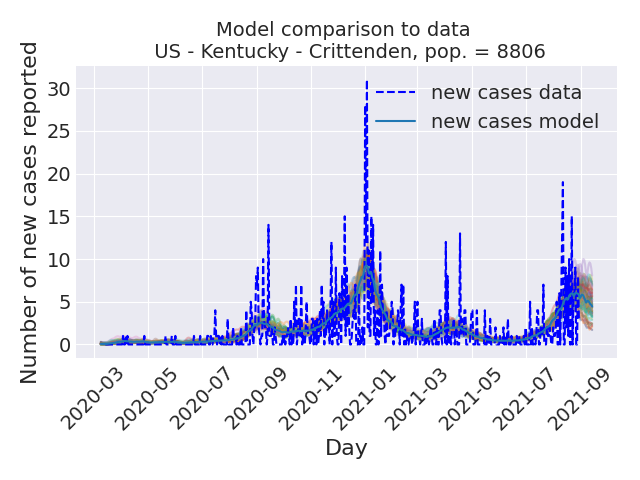 Model comparison to data
US - Kentucky - Crittenden, pop. = 8806
Number of new cases reported
30
25
20
15
10
5
0
new cases data
new cases model
2020-03
2020-05
2020-07
2020-09
2020-11
2021-01
2021-03
2021-05
2021-07
2021-09
Day